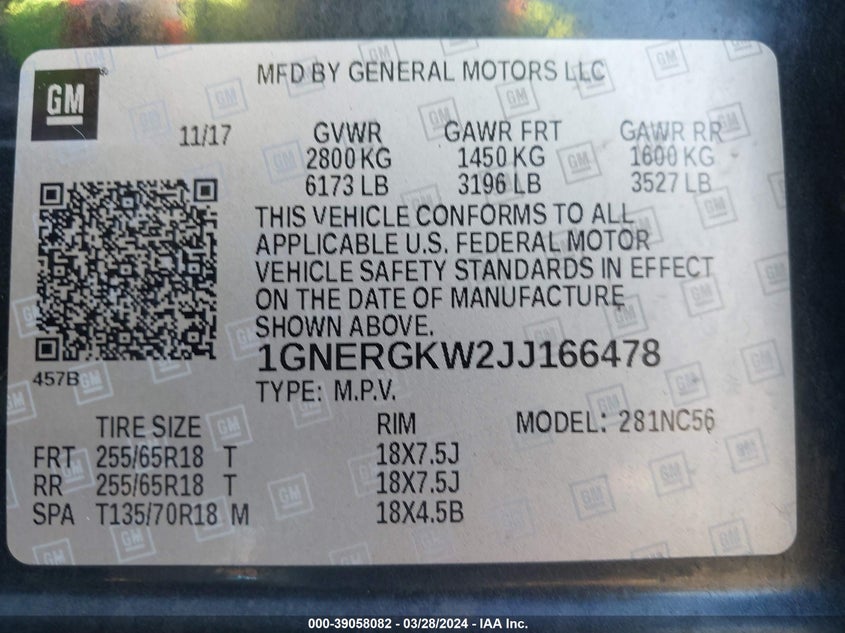 MFD BY GENERAL MOTORS LLC
GM
11/17 GVWR GAWR FRT GAWR RR
2800 KG 1450 KG 1600 KG
6173 LB 3196 LB 3527 LB
THIS VEHICLE CONFORMS TO ALL
APPLICABLE U.S. FEDERAL MOTOR
VEHICLE SAFETY STANDARDS IN EFFECT
ON THE DATE OF MANUFACTURE
SHOWN ABOVE.
1GNERGKW2JJ166478
457B
TYPE: M.P.V.
TIRE SIZE RIM MODEL: 281NC56
FRT 255/65R18 T 18X7.5J
RR 255/65R18 T 18X7.5J
SPA T135/70R18 M 18X4.5B
000-39058082 / 03/28/2024 - IAAI.com - IAA Inc.